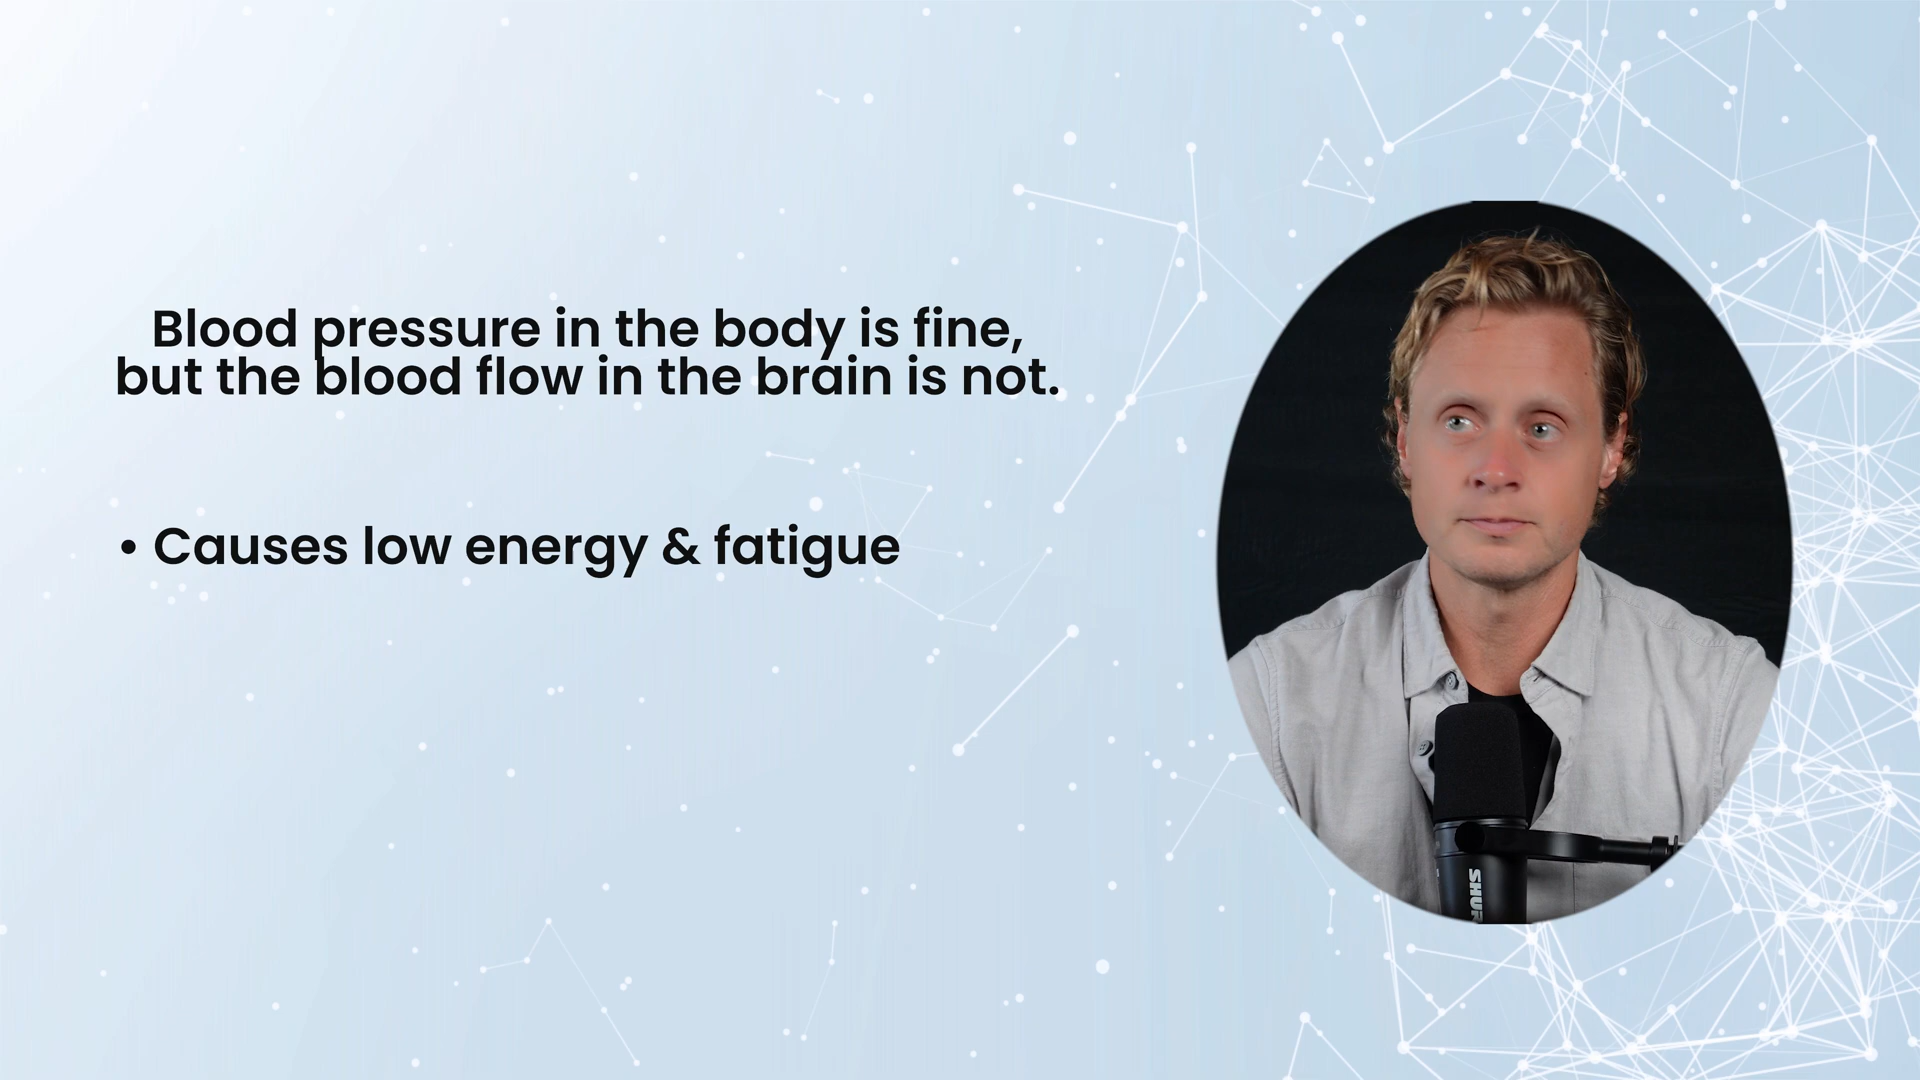 Blood pressure in the body is fine,
but the blood flow in the brain is not.
• Causes low energy & fatigue